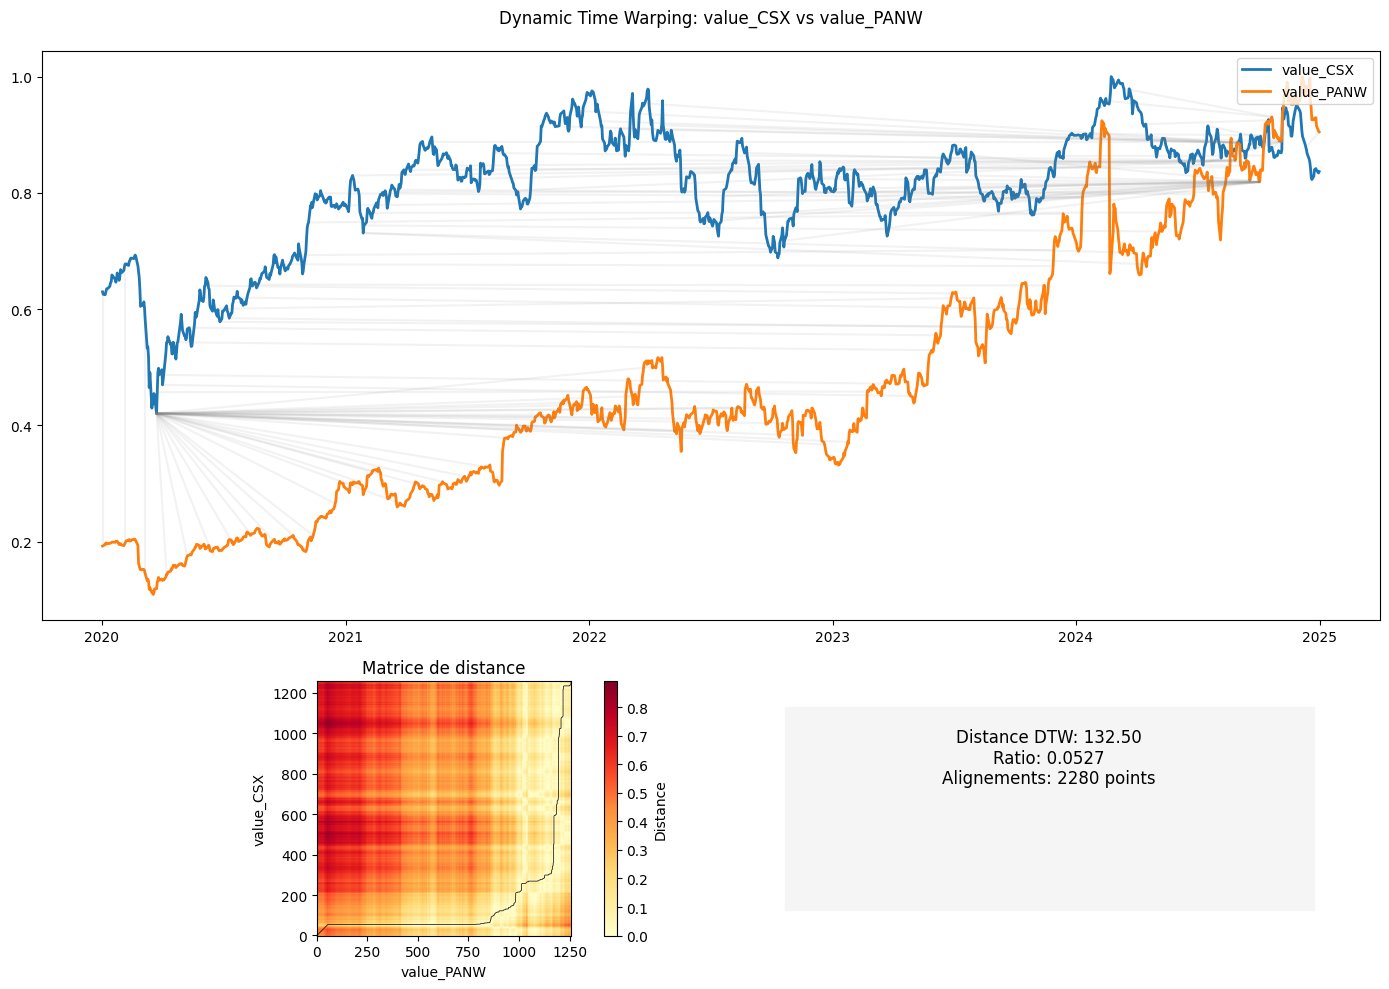 Dynamic Time Warping: value_CSX vs value_PANW
value_CSX
value_PANW
1.0
0.8
0.6
0.4
0.2
2020 2021 2022 2023 2024 2025
Matrice de distance
value_CSX
1200
1000
800
600
400
200
0
0 250 500 750 1000 1250
value_PANW
0.8
0.7
0.6
0.5
0.4
0.3
0.2
0.1
0.0
Distance
Distance DTW: 132.50
Ratio: 0.0527
Alignements: 2280 points